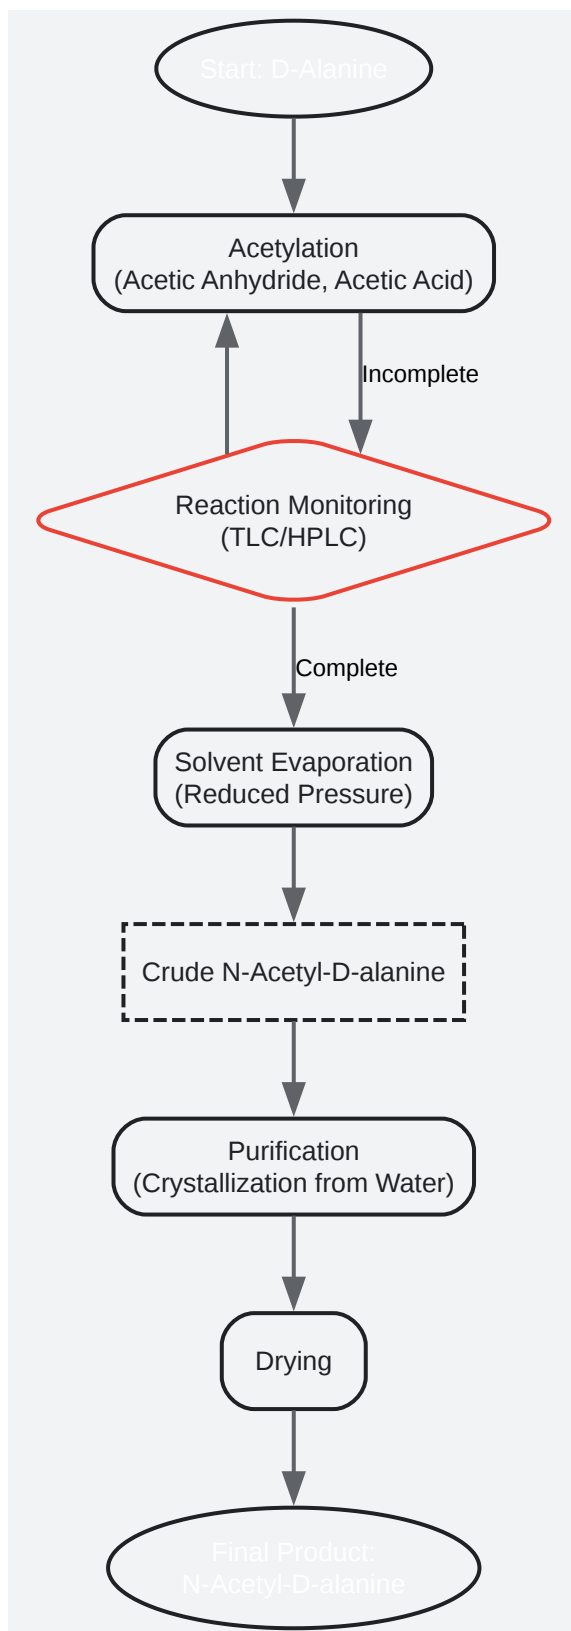 Start: D-Alanine
Acetylation
(Acetic Anhydride, Acetic Acid)
Incomplete
Reaction Monitoring
(TLC/HPLC)
Complete
Solvent Evaporation
(Reduced Pressure)
Crude N-Acetyl-D-alanine
Purification
(Crystallization from Water)
Drying
Final Product:
N-Acetyl-D-alanine